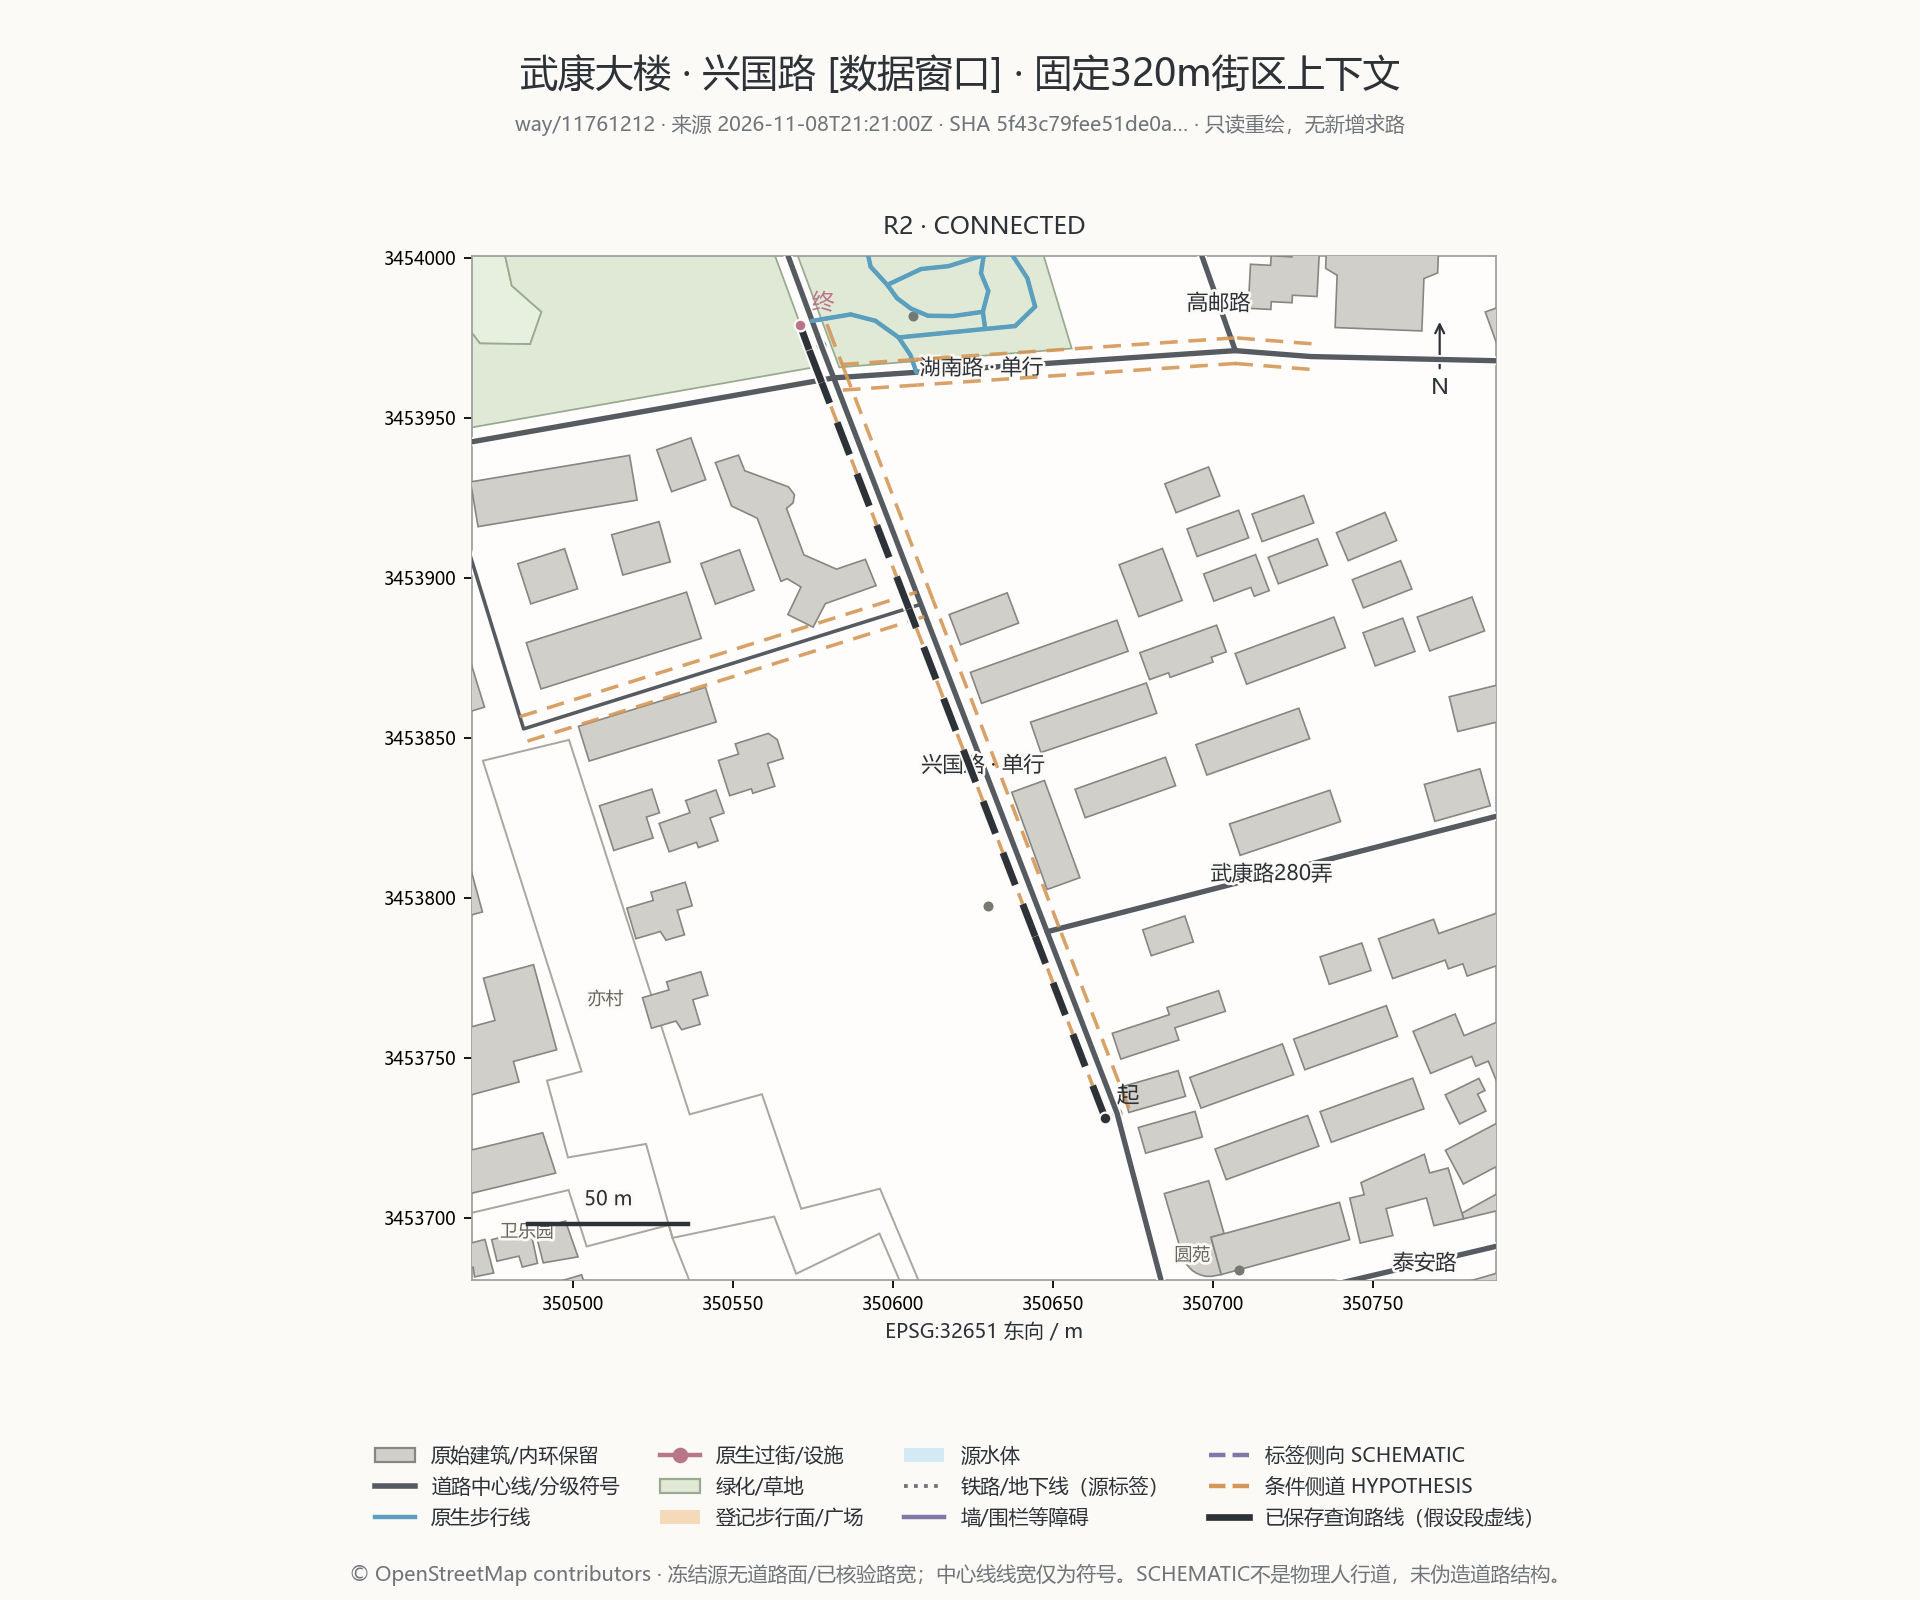 武康大楼 · 兴国路 [数据窗口] · 固定320m街区上下文
way/11761212 · 来源 2026-11-08T21:21:00Z · SHA 5f43c79fee51de0a... · 只读重绘，无新增求路
R2 · CONNECTED
3454000
终
高邮路
湖南路 · 单行
N
3453950
3453900
3453850
兴国路 · 单行
武康路280弄
3453800
亦村
3453750
起
50 m
3453700
卫乐园
圆苑
泰安路
350500
350550
350600
350650
350700
350750
EPSG:32651 东向 / m
原始建筑/内环保留
原生过街/设施
源水体
标签侧向 SCHEMATIC
道路中心线/分级符号
绿化/草地
铁路/地下线（源标签）
条件侧道 HYPOTHESIS
原生步行线
登记步行面/广场
墙/围栏等障碍
已保存查询路线（假设段虚线）
© OpenStreetMap contributors · 冻结源无道路面/已核验路宽；中心线线宽仅为符号。SCHEMATIC不是物理人行道，未伪造道路结构。